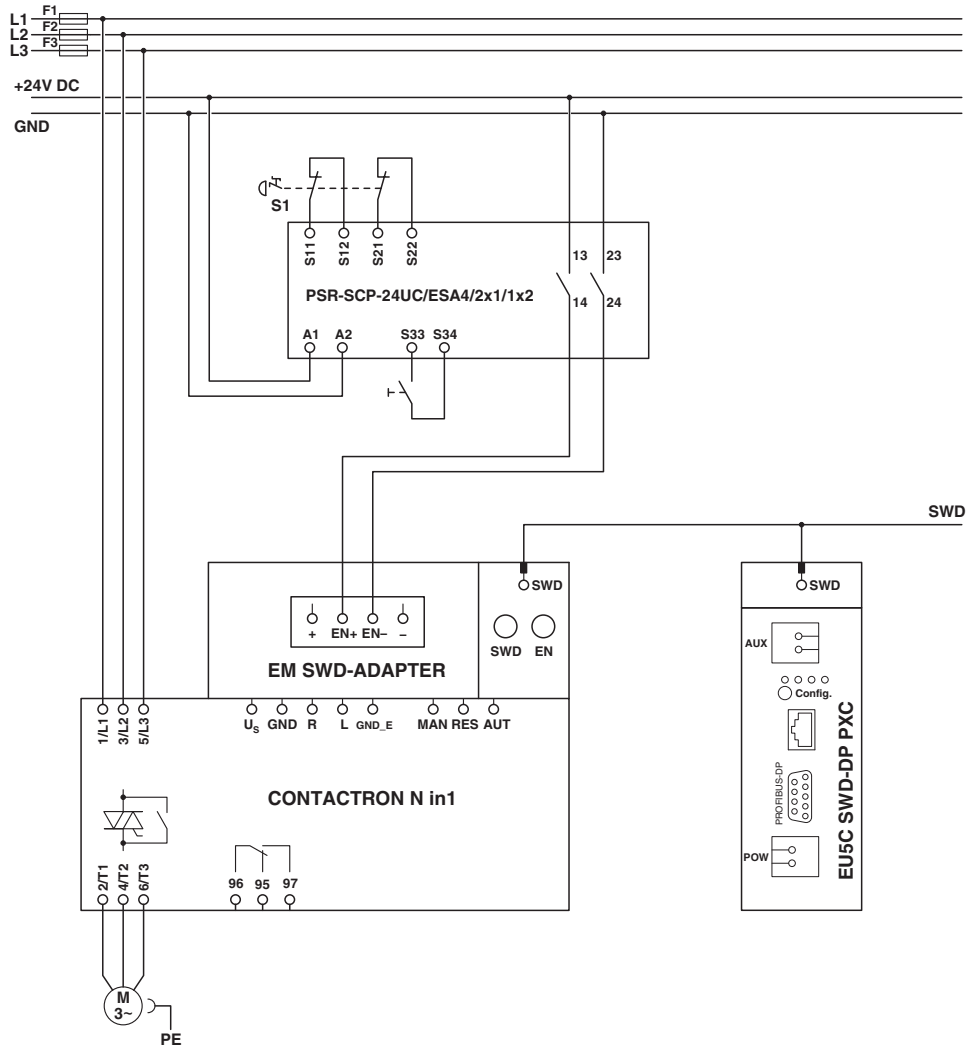 L1 F1
L2 F2
L3 F3
+24V DC
GND
S1
S11 S12 S21 S22
13 23
PSR-SCP-24UC/ESA4/2x1/1x2
14 24
A1 A2 S33 S34
SWD
SWD
SWD
+ EN+ EN– –
SWD EN
EM SWD-ADAPTER
AUX
Config.
PROFIBUS-DP
POW
EU5C SWD-DP PXC
1/L1 3/L2 5/L3
US GND R L GND_E MAN RES AUT
CONTACTRON N in1
2/T1 4/T2 6/T3
96 95 97
M
3~
PE